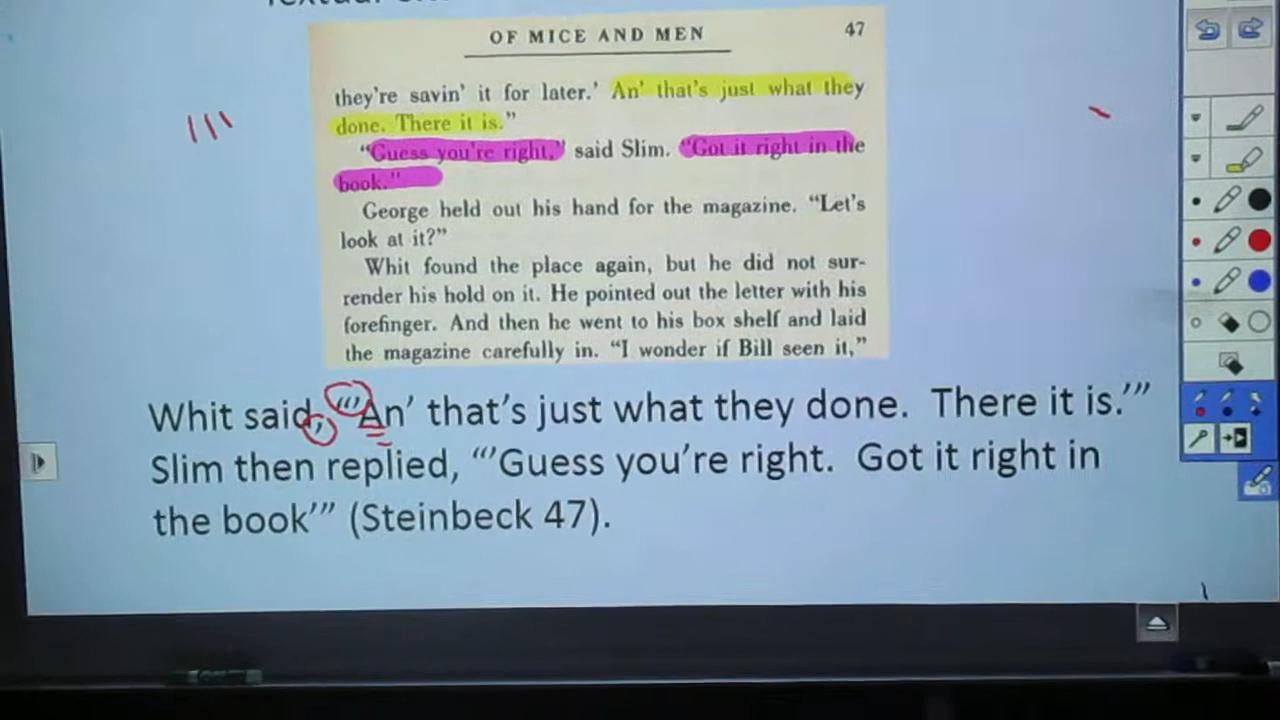 OF MICE AND MEN 47
they're savin' it for later.' An' that's just what they
done. There it is."
"Guess you're right," said Slim. "Got it right in the
book."
George held out his hand for the magazine. "Let's
look at it?"
Whit found the place again, but he did not sur-
render his hold on it. He pointed out the letter with his
forefinger. And then he went to his box shelf and laid
the magazine carefully in. "I wonder if Bill seen it,"
Whit said, “‘An’ that’s just what they done. There it is.’”
Slim then replied, “‘Guess you’re right. Got it right in
the book’” (Steinbeck 47).